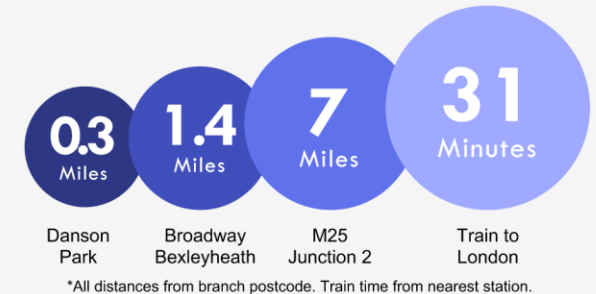 0.3
Miles
1.4
Miles
7
Miles
31
Minutes
Danson
Park
Broadway
Bexleyheath
M25
Junction 2
Train to
London
*All distances from branch postcode. Train time from nearest station.